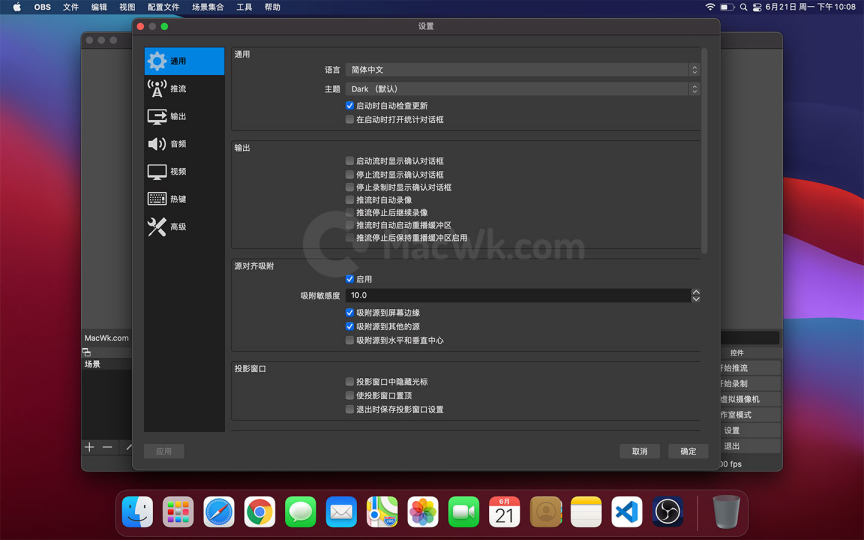 OBS 文件 编辑 视图 配置文件 场景集合 工具 帮助 6月21日 周一 下午10:08
设置
通用
推流
输出
音频
视频
热键
高级
通用
语言 简体中文
主题 Dark （默认）
启动时自动检查更新
在启动时打开统计对话框
输出
启动流时显示确认对话框
停止流时显示确认对话框
停止录制时显示确认对话框
推流时自动录像
推流停止后继续录像
推流时自动启动重播缓冲区
推流停止后保持重播缓冲区启用
MacWk.com
源对齐吸附
启用
吸附敏感度 10.0
吸附源到屏幕边缘
吸附源到其他的源
吸附源到水平和垂直中心
投影窗口
投影窗口中隐藏光标
使投影窗口置顶
退出时保存投影窗口设置
应用 取消 确定
MacWk.com
场景
控件
开始推流
开始录制
虚拟摄像机
作室模式
设置
退出
00 fps
6月
21